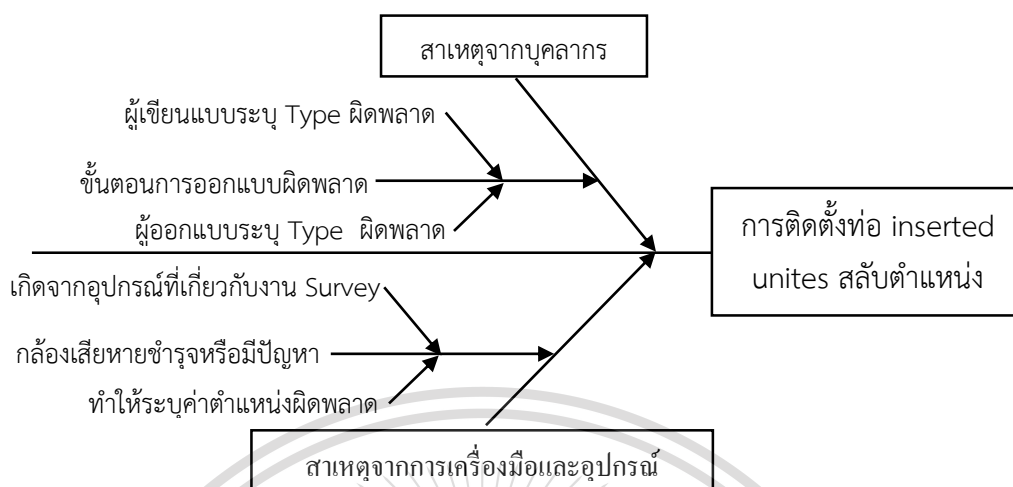 สาเหตุจากบุคลากร
ผู้เขียนแบบระบุ Type ผิดพลาด
ขั้นตอนการออกแบบผิดพลาด
ผู้ออกแบบระบุ Type ผิดพลาด
การติดตั้งท่อ inserted
unites สลับตำแหน่ง
เกิดจากอุปกรณ์ที่เกี่ยวกับงาน Survey
กล้องเสียหายชำรุจหรือมีปัญหา
ทำให้ระบุค่าตำแหน่งผิดพลาด
สาเหตุจากการเครื่องมือและอุปกรณ์